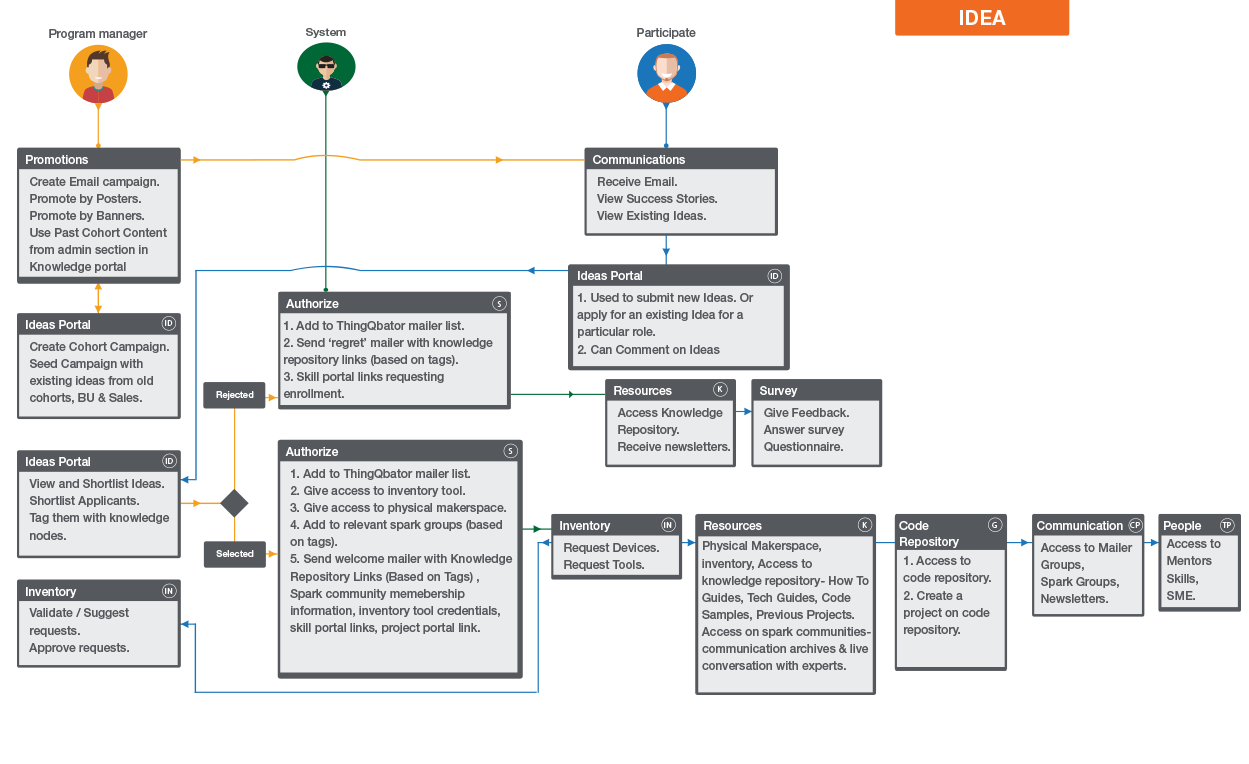 IDEA
Program manager
System
Participate
Promotions
Create Email campaign.
Promote by Posters.
Promote by Banners.
Use Past Cohort Content
from admin section in
Knowledge portal
Communications
Receive Email.
View Success Stories.
View Existing Ideas.
Ideas Portal ID
1. Used to submit new Ideas. Or
apply for an existing Idea for a
particular role.
2. Can Comment on Ideas
Ideas Portal ID
Create Cohort Campaign.
Seed Campaign with
existing ideas from old
cohorts, BU & Sales.
Authorize S
1. Add to ThingQbator mailer list.
2. Send ‘regret’ mailer with knowledge
repository links (based on tags).
3. Skill portal links requesting
enrollment.
Rejected
Resources K
Access Knowledge
Repository.
Receive newsletters.
Survey
Give Feedback.
Answer survey
Questionnaire.
Ideas Portal ID
View and Shortlist Ideas.
Shortlist Applicants.
Tag them with knowledge
nodes.
Selected
Authorize S
1. Add to ThingQbator mailer list.
2. Give access to inventory tool.
3. Give access to physical makerspace.
4. Add to relevant spark groups (based
on tags).
5. Send welcome mailer with Knowledge
Repository Links (Based on Tags) ,
Spark community memebership
information, inventory tool credentials,
skill portal links, project portal link.
Inventory IN
Request Devices.
Request Tools.
Resources K
Physical Makerspace,
inventory, Access to
knowledge repository- How To
Guides, Tech Guides, Code
Samples, Previous Projects.
Access on spark communities-
communication archives & live
conversation with experts.
Code G
Repository
1. Access to
code repository.
2. Create a
project on code
repository.
Communication CP
Access to Mailer
Groups,
Spark Groups,
Newsletters.
People TP
Access to
Mentors
Skills,
SME.
Inventory IN
Validate / Suggest
requests.
Approve requests.